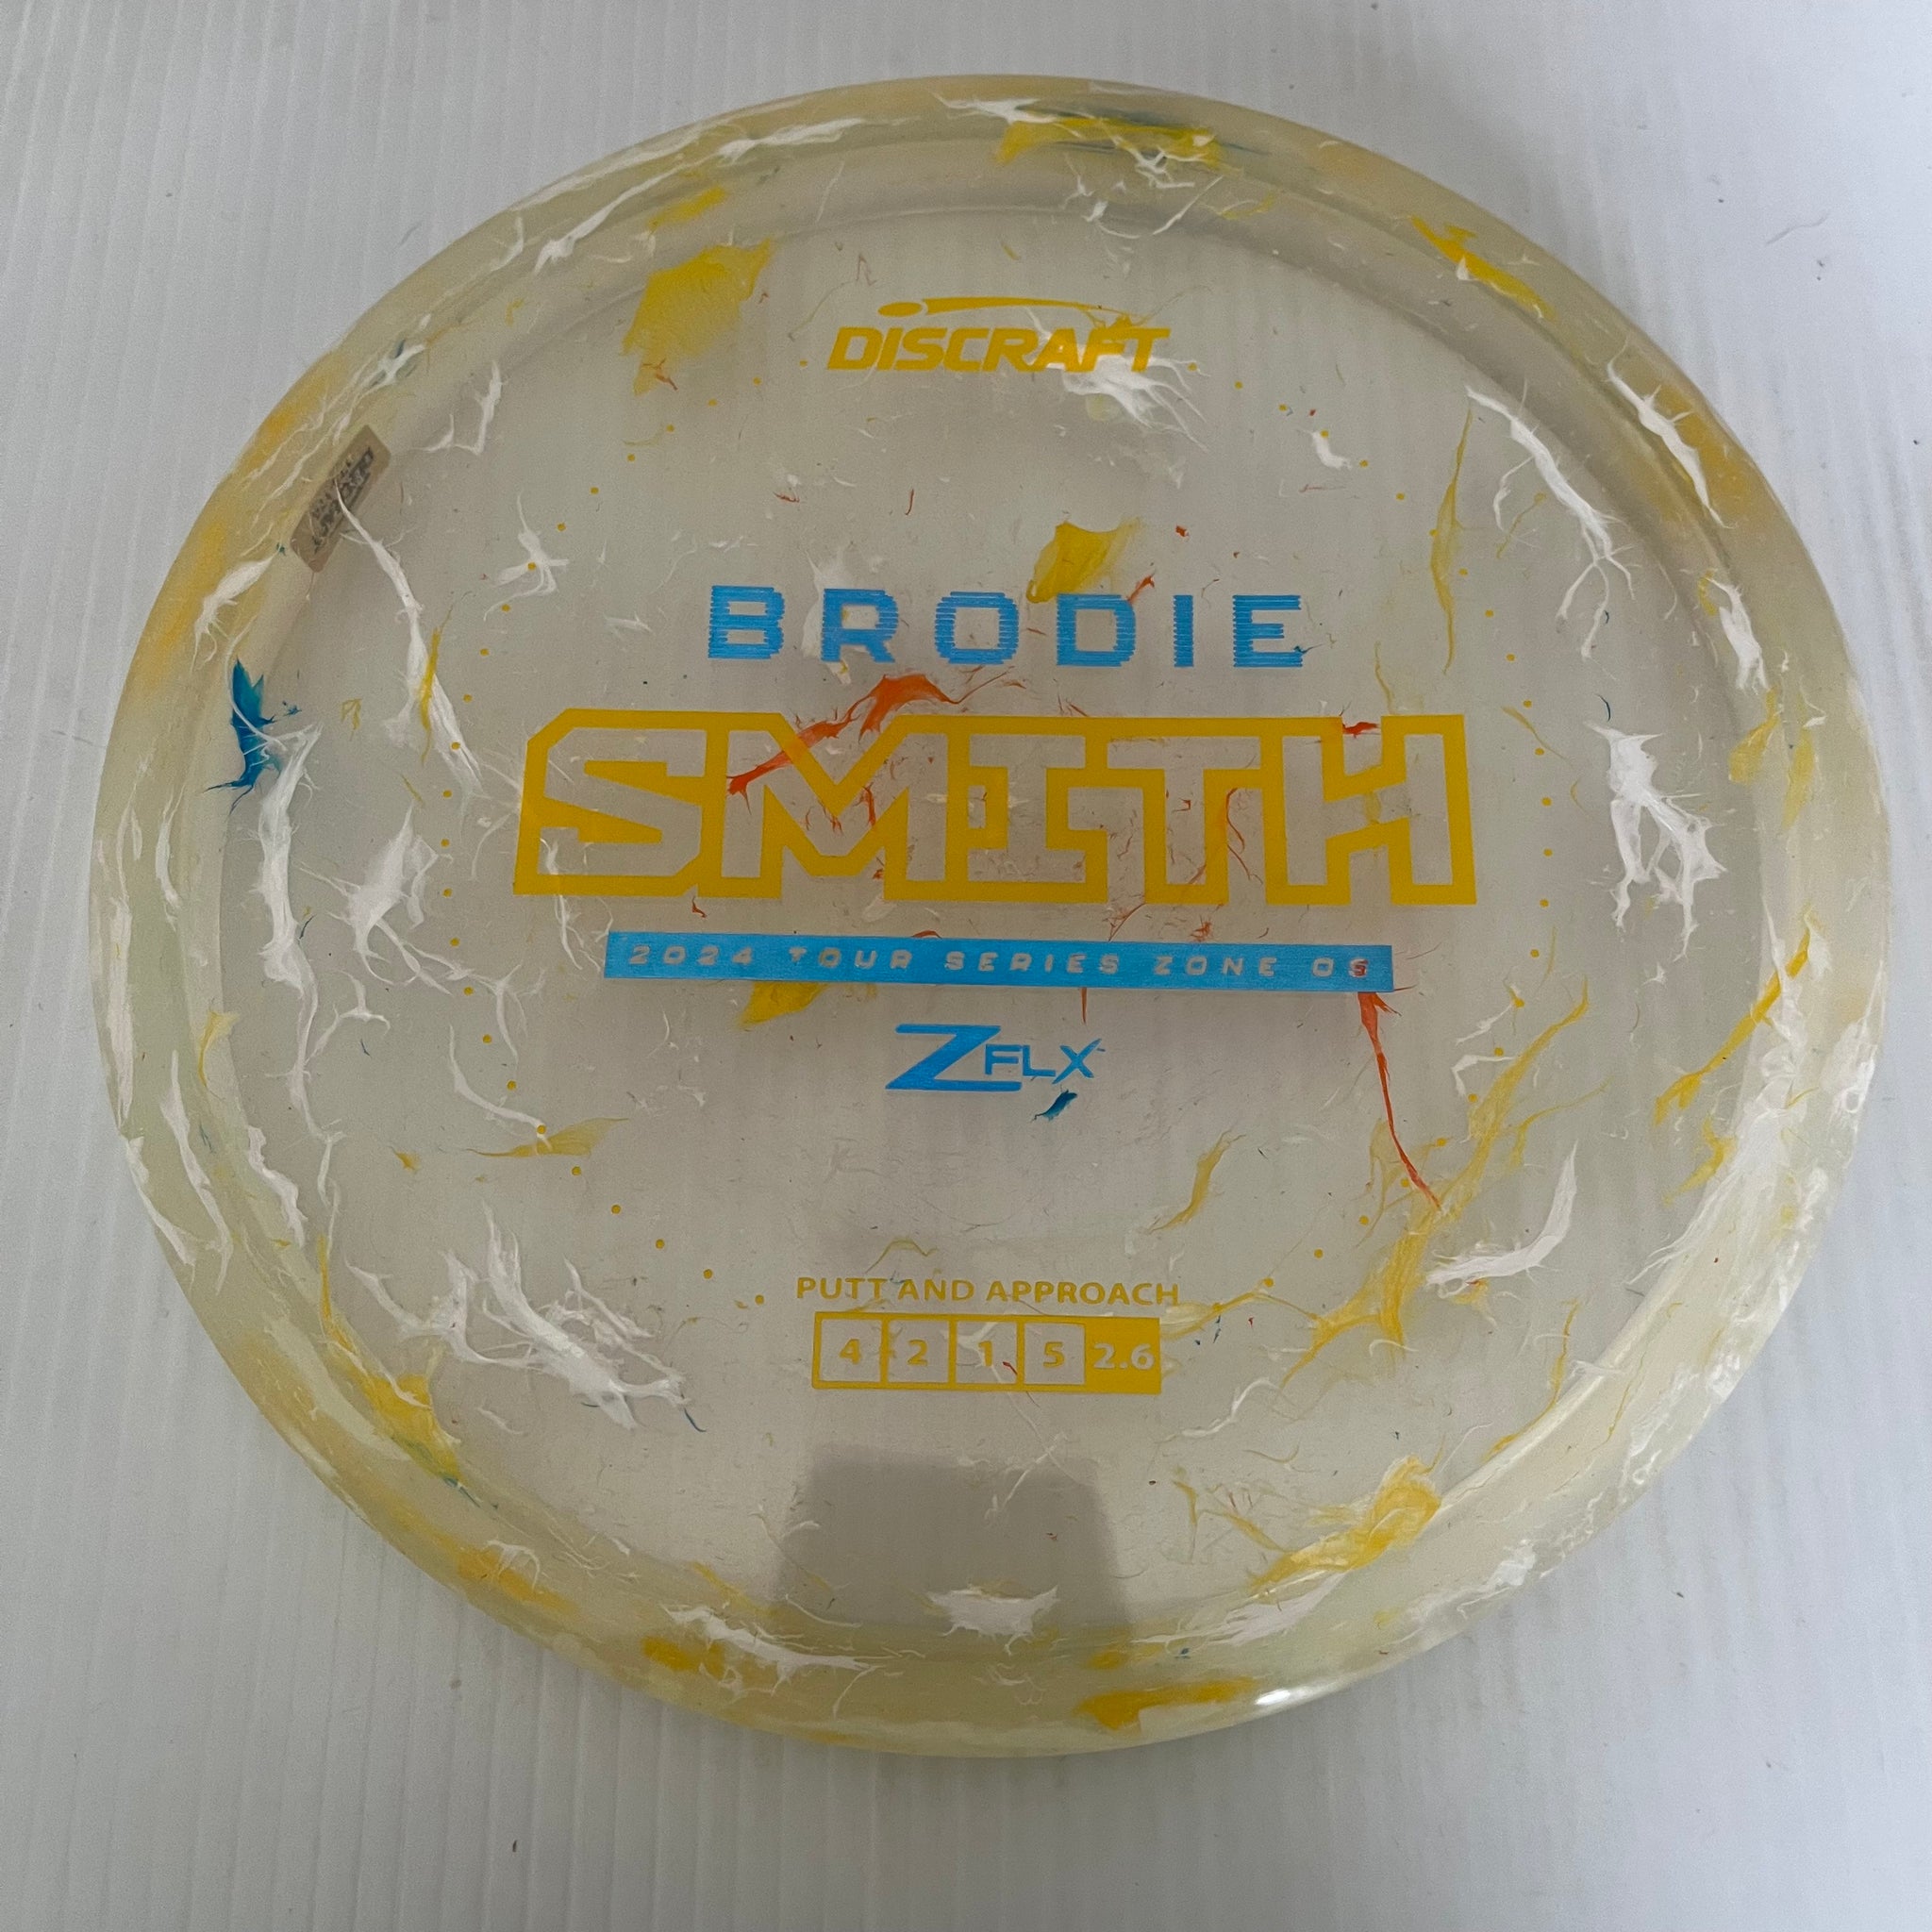 DISCRAFT
BRODIE
SMITH
2024 TOUR SERIES ZONE OS
Z FLX
PUTT AND APPROACH
4 2 1 5 2.6